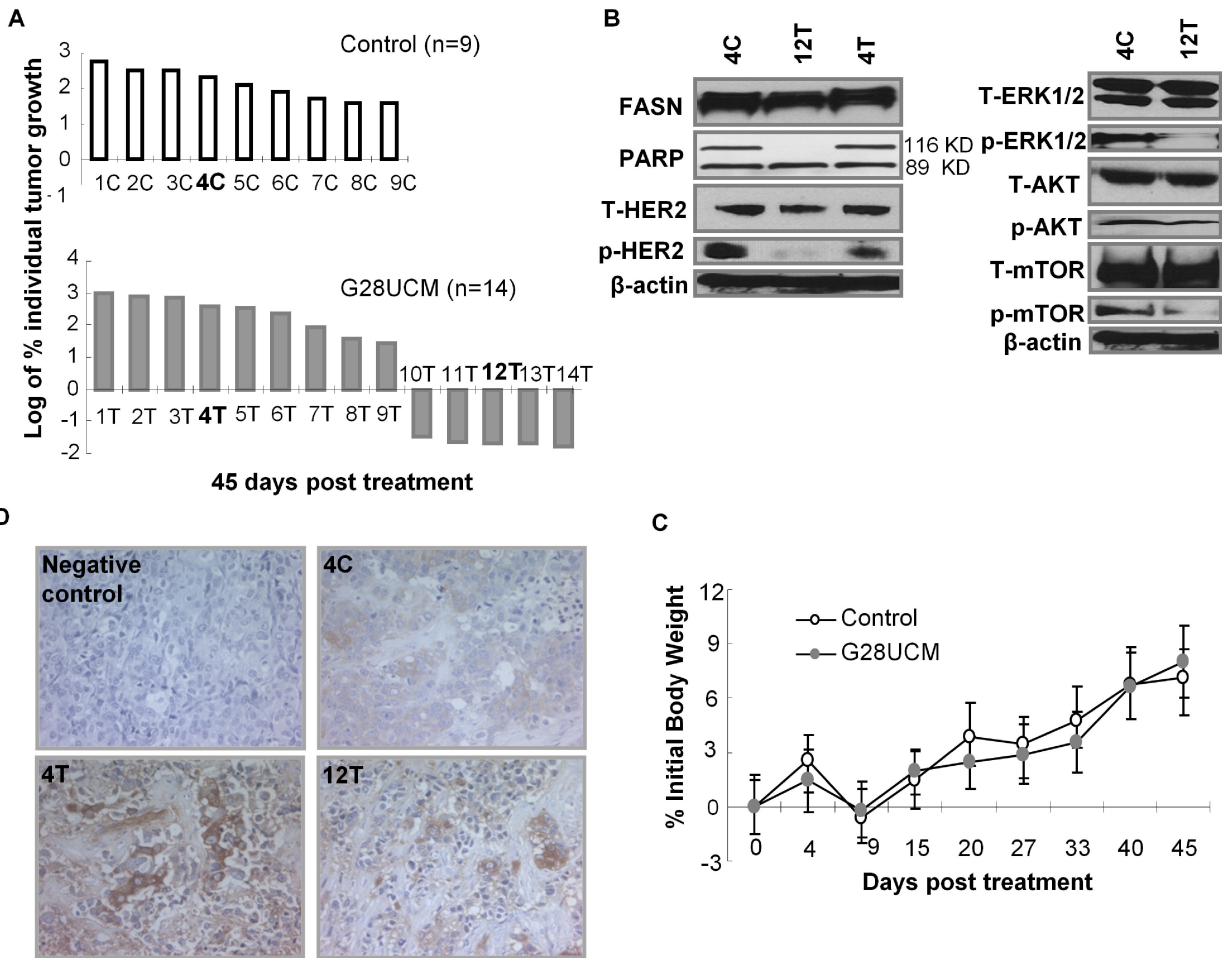 A
Control (n=9)
Log of % individual tumor growth
3
2
1
0
-1
1C 2C 3C 4C 5C 6C 7C 8C 9C
G28UCM (n=14)
4
3
2
1
0
-1
-2
10T 11T 12T 13T 14T
1T 2T 3T 4T 5T 6T 7T 8T 9T
45 days post treatment
B
4C 12T 4T
FASN
PARP
116 KD
89 KD
T-HER2
p-HER2
β-actin
4C 12T
T-ERK1/2
p-ERK1/2
T-AKT
p-AKT
T-mTOR
p-mTOR
β-actin
D
Negative
control
4C
4T
12T
C
% Initial Body Weight
12
9
6
3
0
-3
Control
G28UCM
0 4 9 15 20 27 33 40 45
Days post treatment